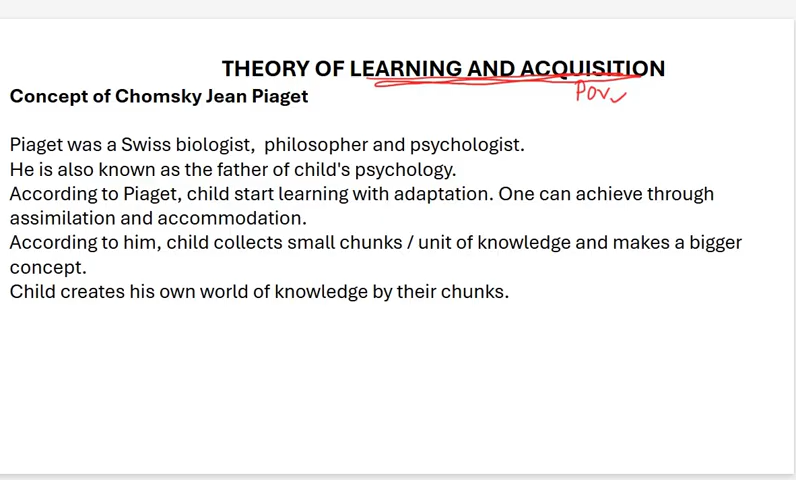 THEORY OF LEARNING AND ACQUISITION
Concept of Chomsky Jean Piaget
Pov
Piaget was a Swiss biologist,  philosopher and psychologist.
He is also known as the father of child's psychology.
According to Piaget, child start learning with adaptation. One can achieve through
assimilation and accommodation.
According to him, child collects small chunks / unit of knowledge and makes a bigger
concept.
Child creates his own world of knowledge by their chunks.